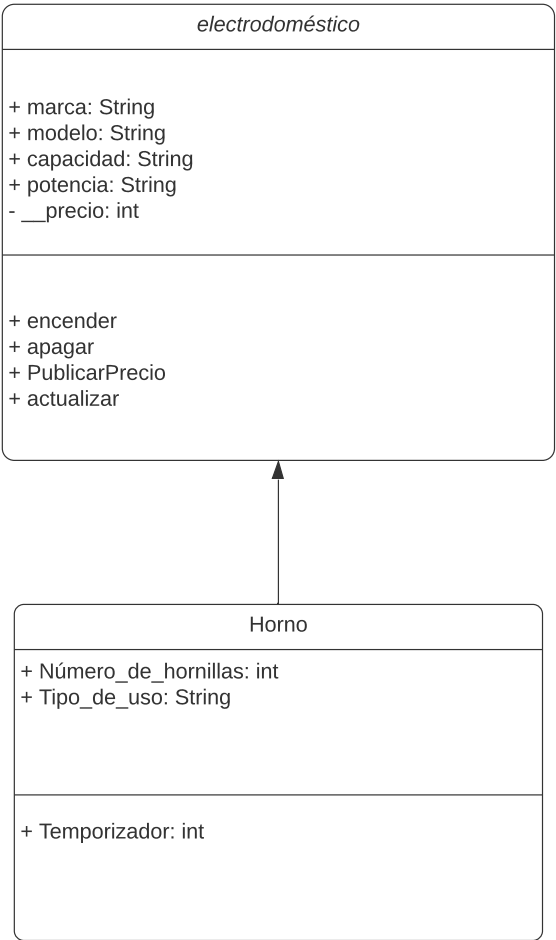 electrodoméstico
+ marca: String
+ modelo: String
+ capacidad: String
+ potencia: String
- __precio: int
+ encender
+ apagar
+ PublicarPrecio
+ actualizar
Horno
+ Número_de_hornillas: int
+ Tipo_de_uso: String
+ Temporizador: int